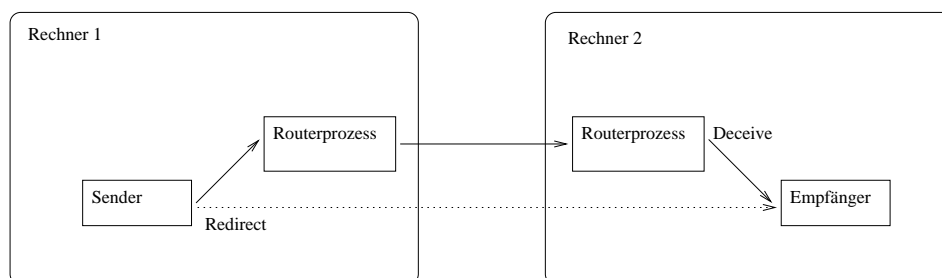 Rechner 1
Rechner 2
Routerprozess
Routerprozess
Deceive
Sender
Empfänger
Redirect